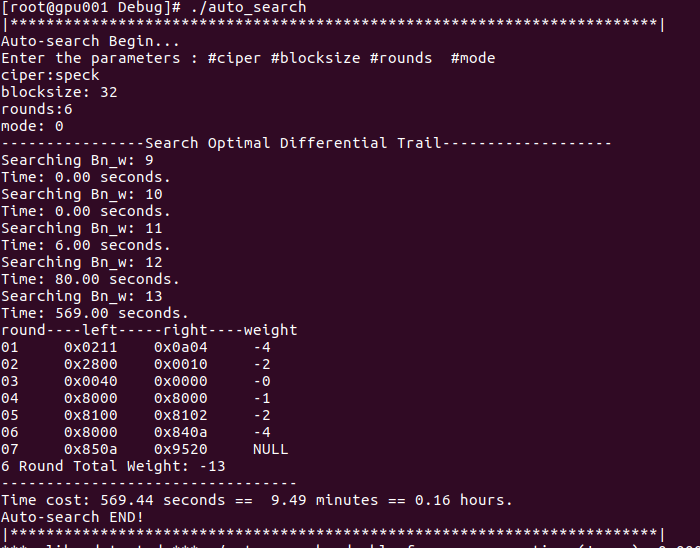 [root@gpu001 Debug]# ./auto_search
|************************************************************************|
Auto-search Begin...
Enter the parameters : #ciper #blocksize #rounds  #mode
ciper:speck
blocksize: 32
rounds:6
mode: 0
----------------Search Optimal Differential Trail-------------------
Searching Bn_w: 9
Time: 0.00 seconds.
Searching Bn_w: 10
Time: 0.00 seconds.
Searching Bn_w: 11
Time: 6.00 seconds.
Searching Bn_w: 12
Time: 80.00 seconds.
Searching Bn_w: 13
Time: 569.00 seconds.
round----left-----right----weight
01     0x0211    0x0a04     -4
02     0x2800    0x0010     -2
03     0x0040    0x0000     -0
04     0x8000    0x8000     -1
05     0x8100    0x8102     -2
06     0x8000    0x840a     -4
07     0x850a    0x9520     NULL
6 Round Total Weight: -13
---------------------------------
Time cost: 569.44 seconds ==  9.49 minutes == 0.16 hours.
Auto-search END!
|************************************************************************|